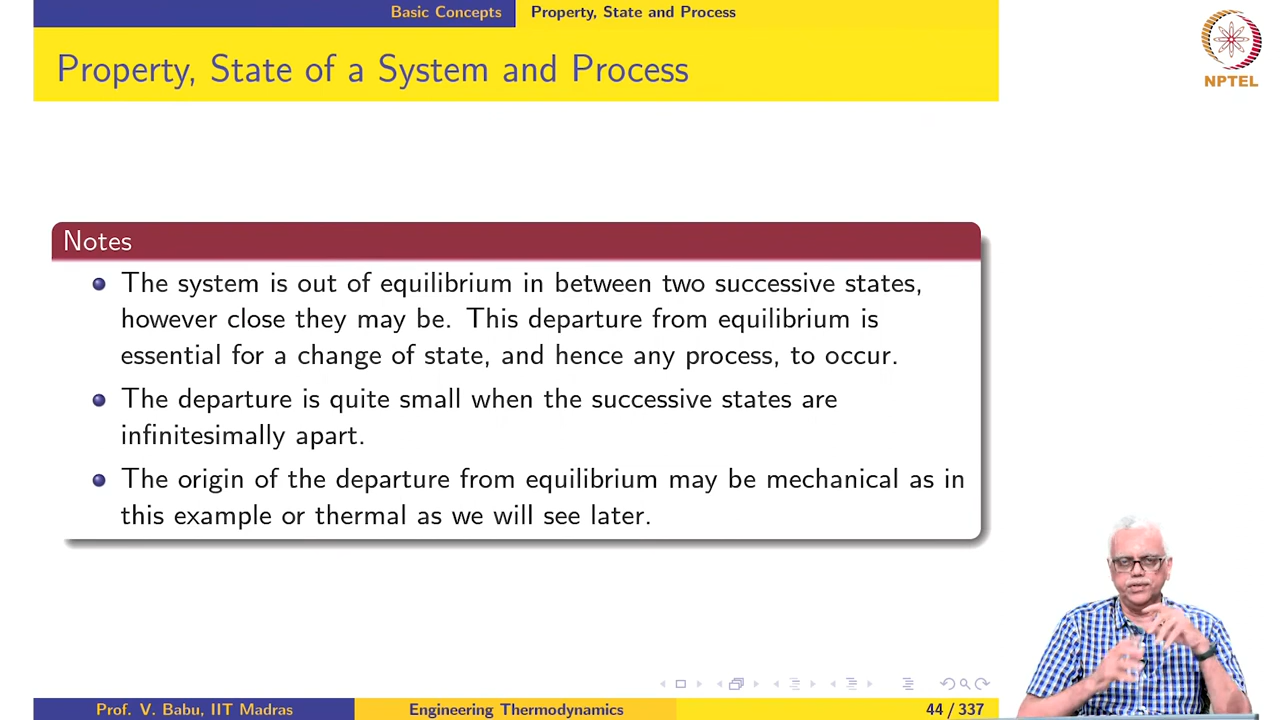 Basic Concepts Property, State and Process
Property, State of a System and Process
NPTEL
Notes
The system is out of equilibrium in between two successive states,
however close they may be. This departure from equilibrium is
essential for a change of state, and hence any process, to occur.
The departure is quite small when the successive states are
infinitesimally apart.
The origin of the departure from equilibrium may be mechanical as in
this example or thermal as we will see later.
Prof. V. Babu, IIT Madras Engineering Thermodynamics 44 / 337